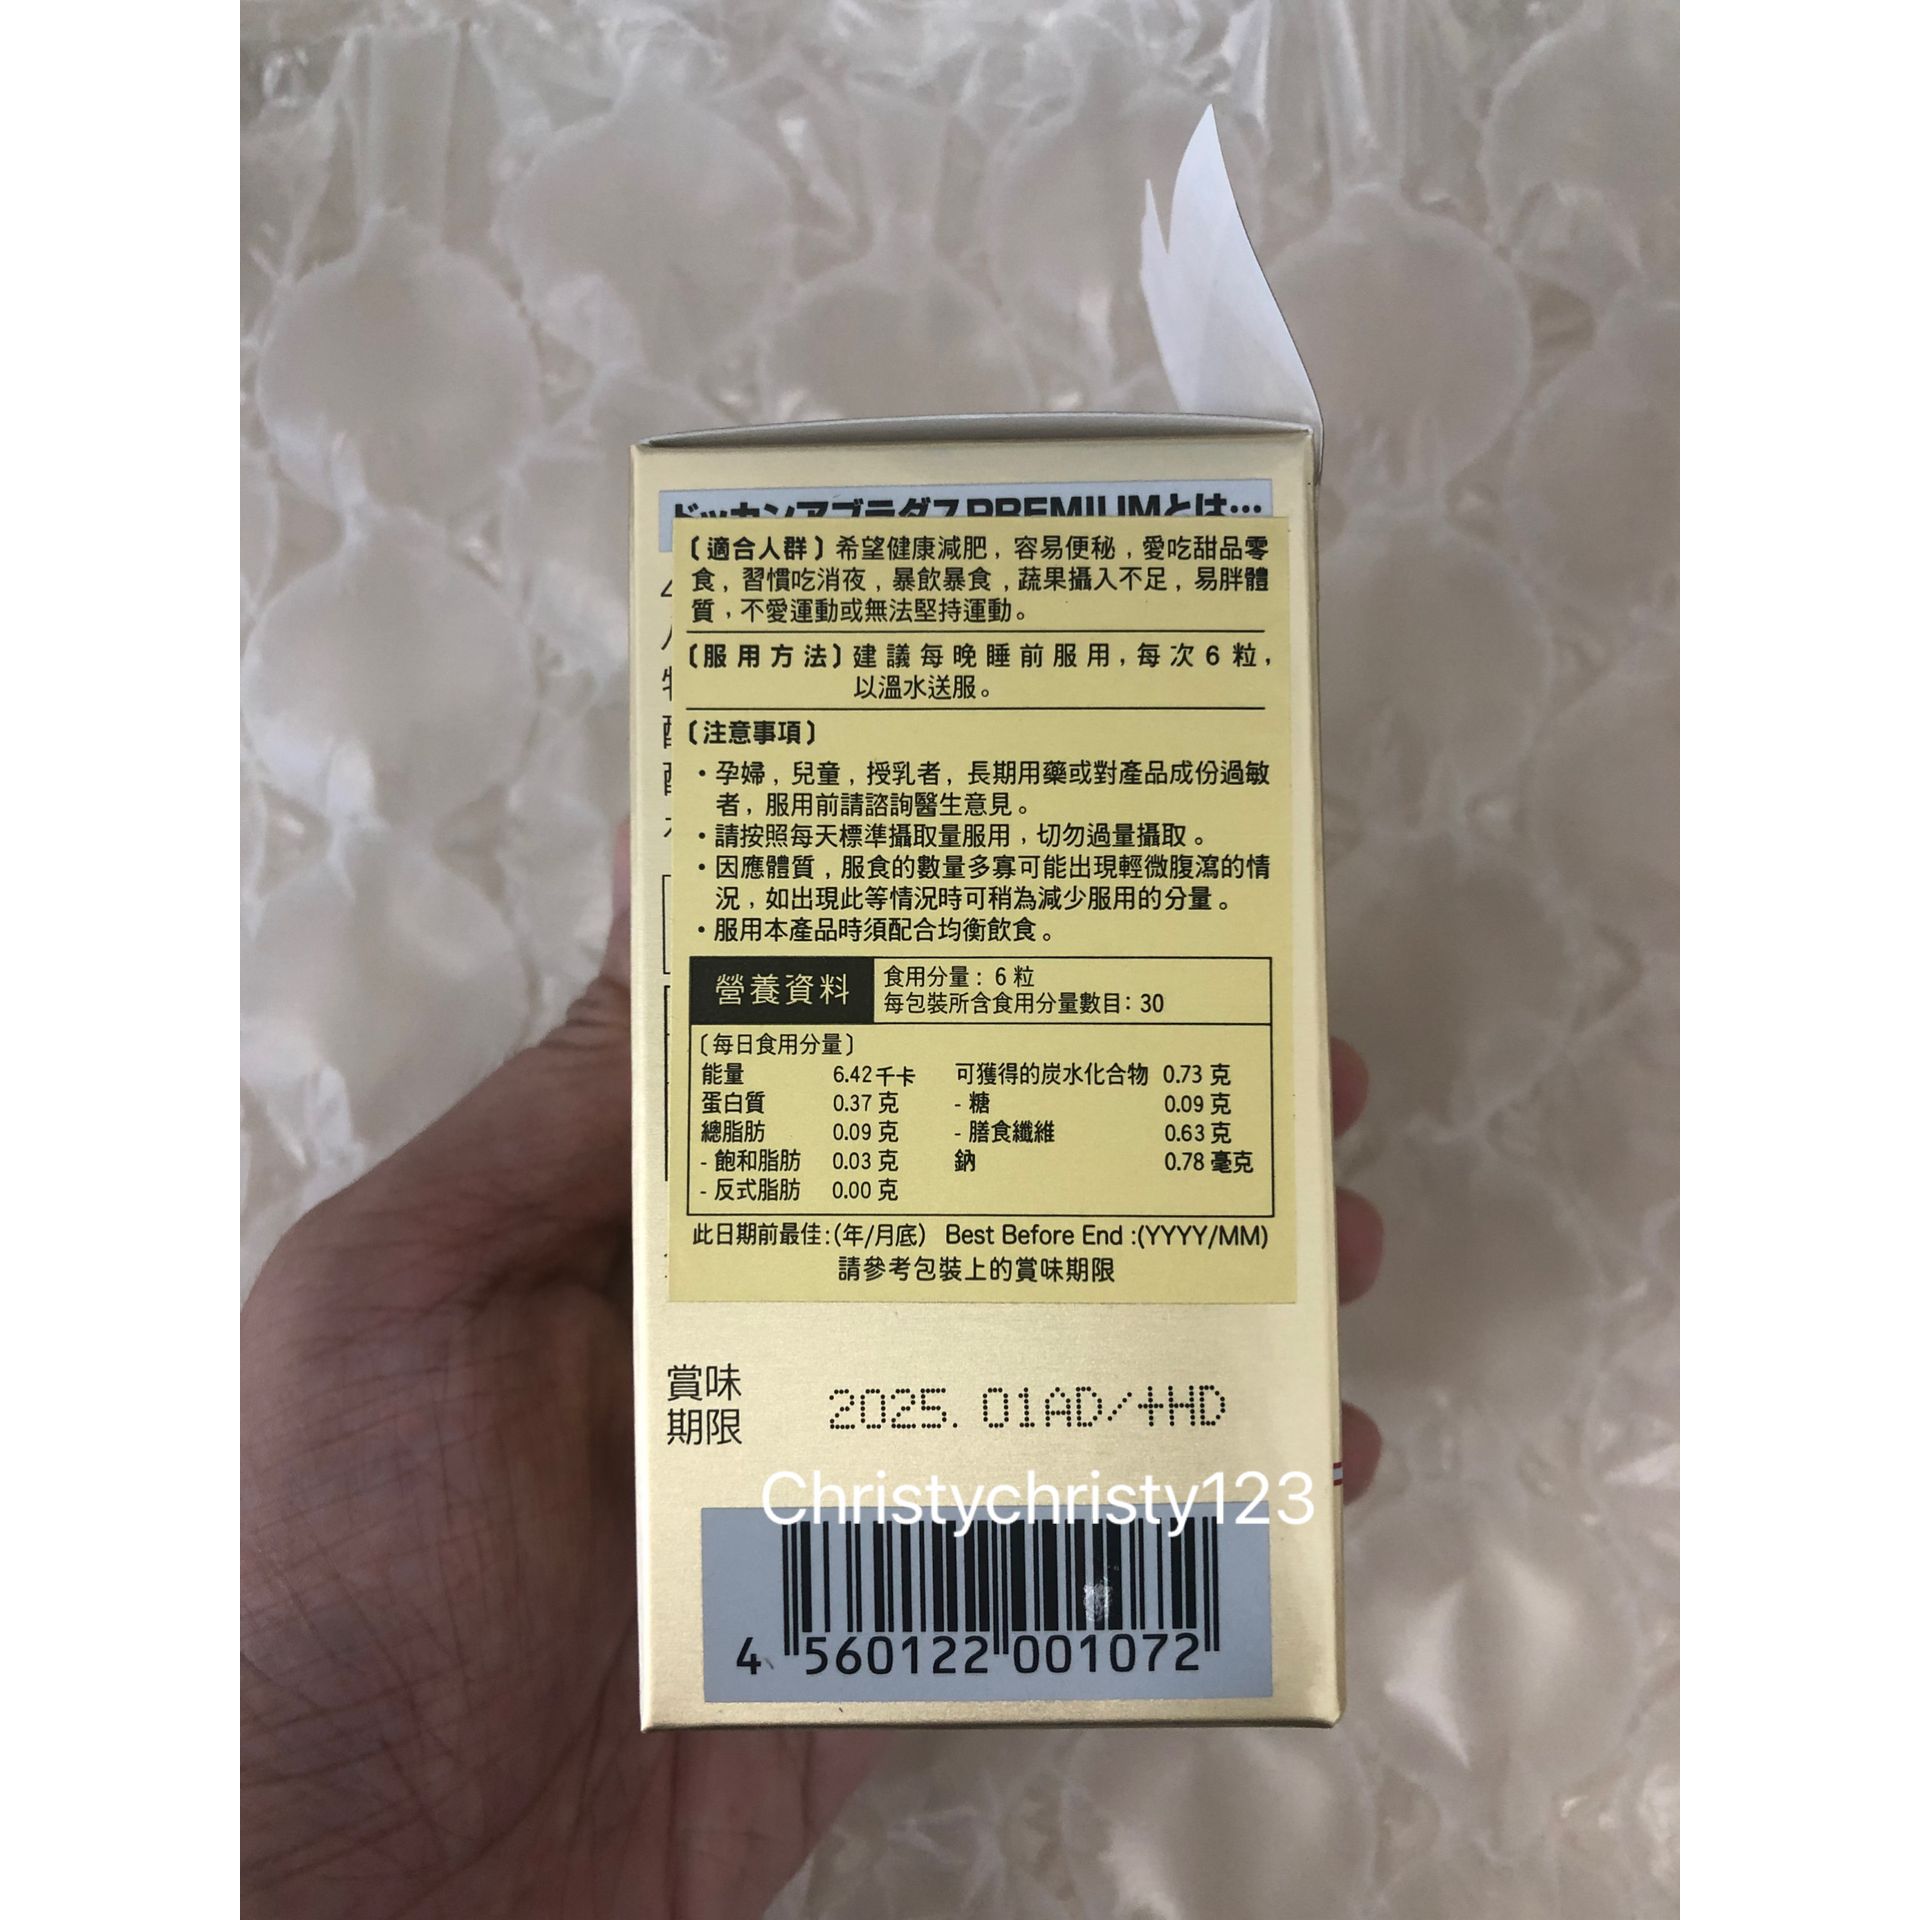 ドッカンアブラダスPREMIUMとは…
〔適合人群〕希望健康減肥，容易便秘，愛吃甜品零
食，習慣吃消夜，暴飲暴食，蔬果攝入不足，易胖體
質，不愛運動或無法堅持運動。
〔服用方法〕建議每晚睡前服用，每次6粒，
以溫水送服。
〔注意事項〕
・孕婦，兒童，授乳者，長期用藥或對產品成份過敏
者，服用前請諮詢醫生意見。
・請按照每天標準攝取量服用，切勿過量攝取。
・因應體質，服食的數量多寡可能出現輕微腹瀉的情
況，如出現此等情況時可稍為減少服用的分量。
・服用本產品時須配合均衡飲食。
營養資料
食用分量：6粒
每包裝所含食用分量數目：30
〔每日食用分量〕
能量 6.42千卡 可獲得的炭水化合物 0.73克
蛋白質 0.37克 - 糖 0.09克
總脂肪 0.09克 - 膳食纖維 0.63克
- 飽和脂肪 0.03克 鈉 0.78毫克
- 反式脂肪 0.00克
此日期前最佳：(年/月底) Best Before End :(YYYY/MM)
請參考包裝上的賞味期限
賞味
期限
2025. 01AD/+HD
Christychristy123
4 560122 001072